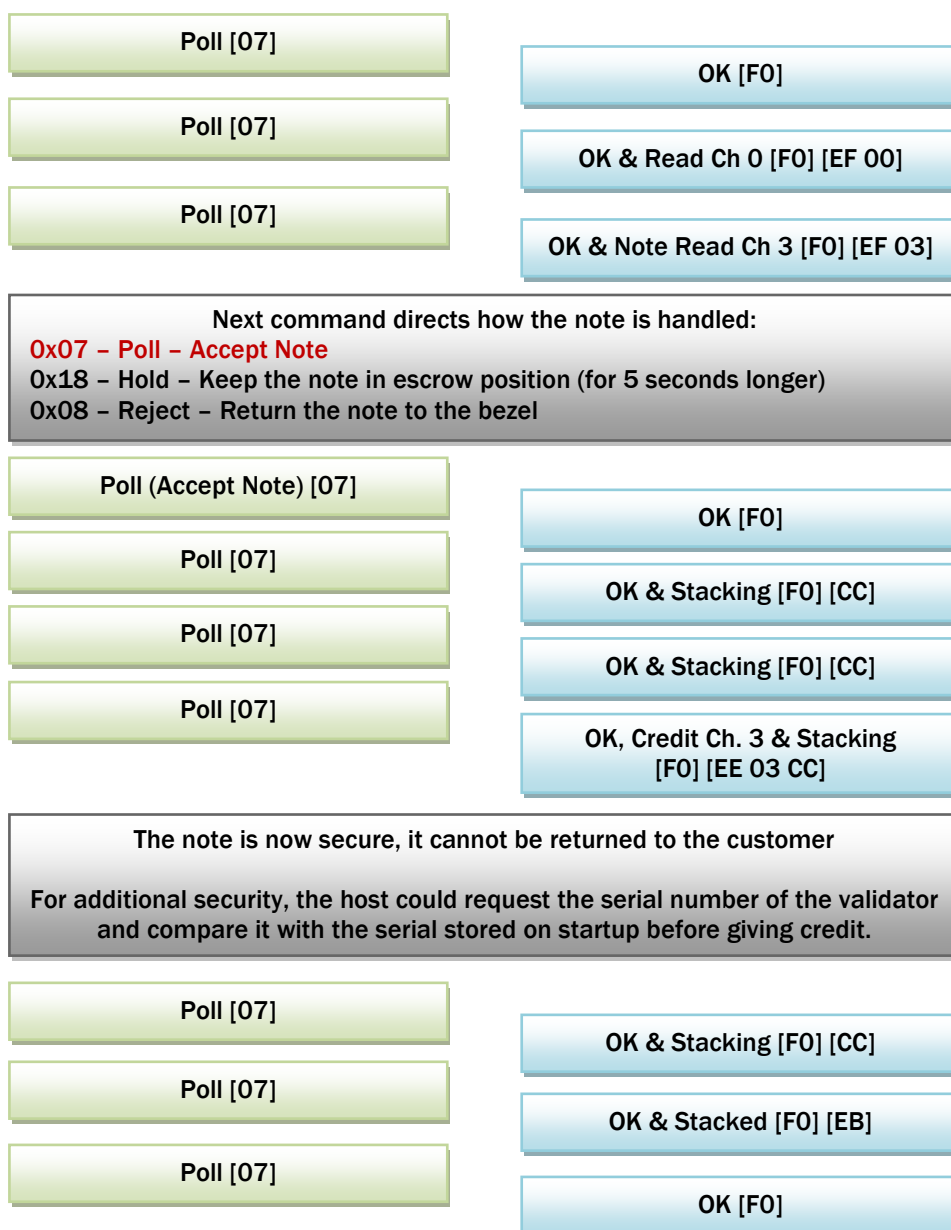 Poll [07]
OK [F0]
Poll [07]
OK & Read Ch 0 [F0] [EF 00]
Poll [07]
OK & Note Read Ch 3 [F0] [EF 03]
Next command directs how the note is handled:
0x07 – Poll – Accept Note
0x18 – Hold – Keep the note in escrow position (for 5 seconds longer)
0x08 – Reject – Return the note to the bezel
Poll (Accept Note) [07]
OK [F0]
Poll [07]
OK & Stacking [F0] [CC]
Poll [07]
OK & Stacking [F0] [CC]
Poll [07]
OK, Credit Ch. 3 & Stacking
[F0] [EE 03 CC]
The note is now secure, it cannot be returned to the customer
For additional security, the host could request the serial number of the validator
and compare it with the serial stored on startup before giving credit.
Poll [07]
OK & Stacking [F0] [CC]
Poll [07]
OK & Stacked [F0] [EB]
Poll [07]
OK [F0]